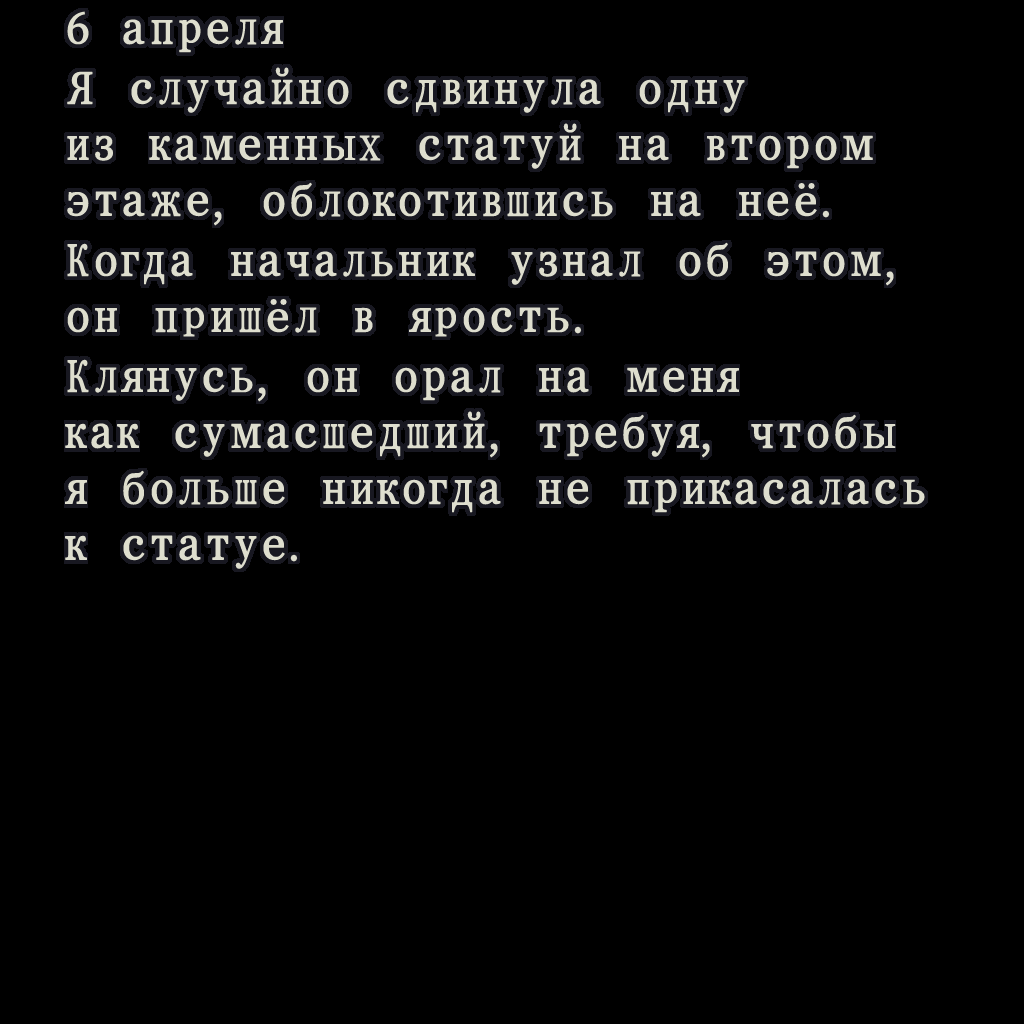 6 апреля
Я случайно сдвинула одну
из каменных статуй на втором
этаже, облокотившись на неё.
Когда начальник узнал об этом,
он пришёл в ярость.
Клянусь, он орал на меня
как сумасшедший, требуя, чтобы
я больше никогда не прикасалась
к статуе.